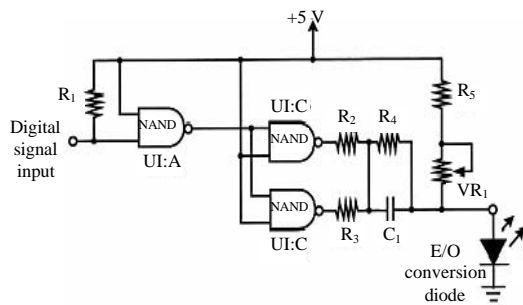 +5 V
R1
NAND
UI:A
Digital
signal
input
UI:C
NAND
R2
R4
R5
VR1
NAND
UI:C
R3
C1
E/O
conversion
diode